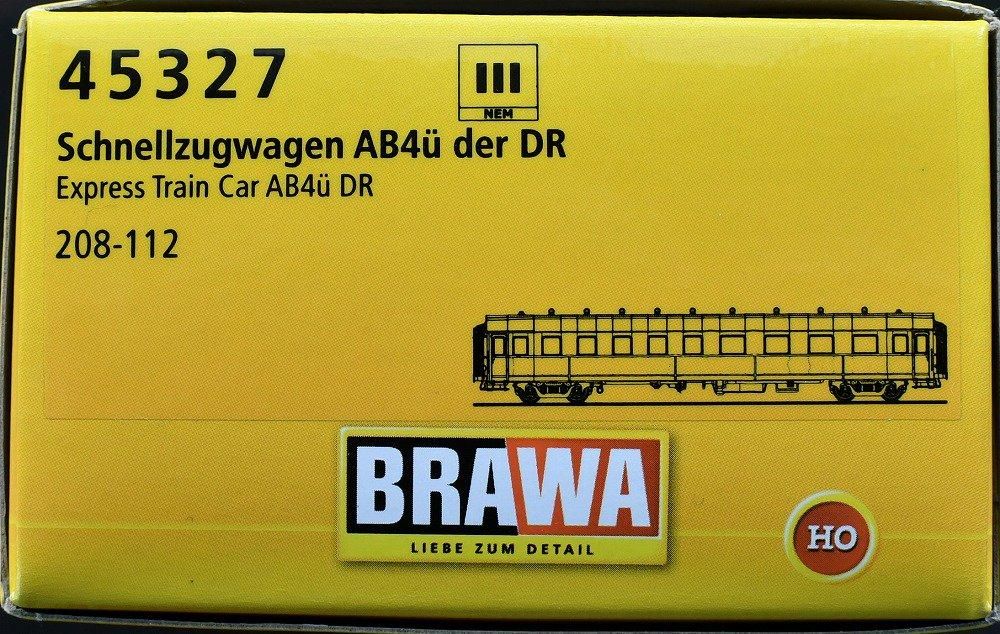 45327
III
NEM
Schnellzugwagen AB4ü der DR
Express Train Car AB4ü DR
208-112
BRAWA
LIEBE ZUM DETAIL
HO